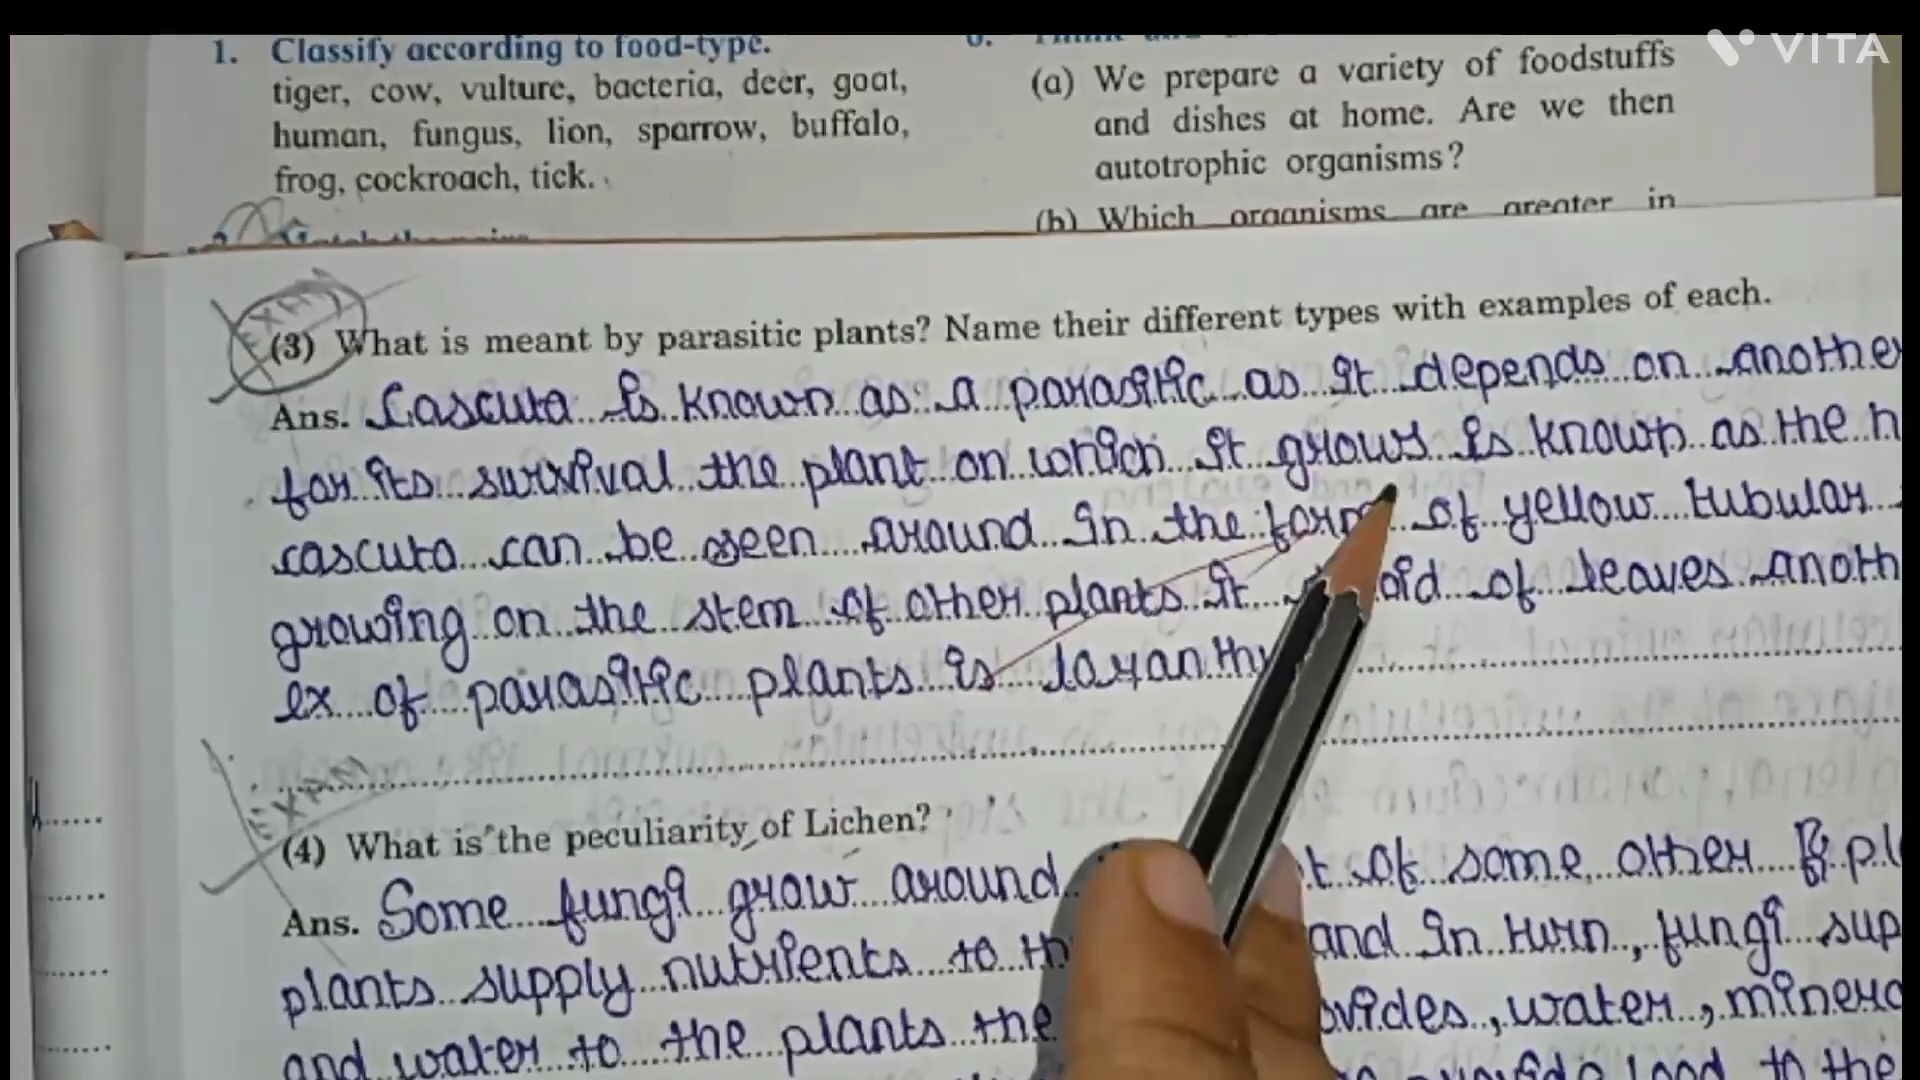 VITA
1. Classify according to food-type.
tiger, cow, vulture, bacteria, deer, goat,
human, fungus, lion, sparrow, buffalo,
frog, cockroach, tick.
(a) We prepare a variety of foodstuffs
and dishes at home. Are we then
autotrophic organisms?
(b) Which organisms are greater in
EXAM
(3) What is meant by parasitic plants? Name their different types with examples of each.
Ans. Cascuta is known as a parasitic as it depends on anothe
for its survival the plant on which it grows is known as the h
cascuta can be seen around in the form of yellow tubular
growing on the stem of other plants it of leaves anoth
ex of parasitic plants is
EXAM
(4) What is the peculiarity of Lichen?
Ans. Some fungi grow around of some other pl
plants supply nutrients to and in turn, fungi sup
and water to the plants the water, minera
food to the